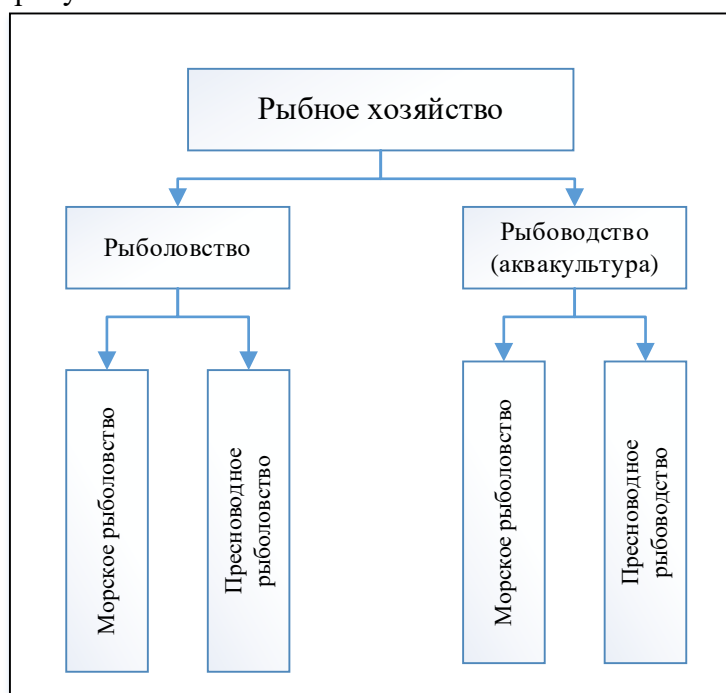 Рыбное хозяйство
Рыболовство
Рыбоводство
(аквакультура)
Морское рыболовство
Пресноводное
рыболовство
Морское рыболовство
Пресноводное
рыбоводство